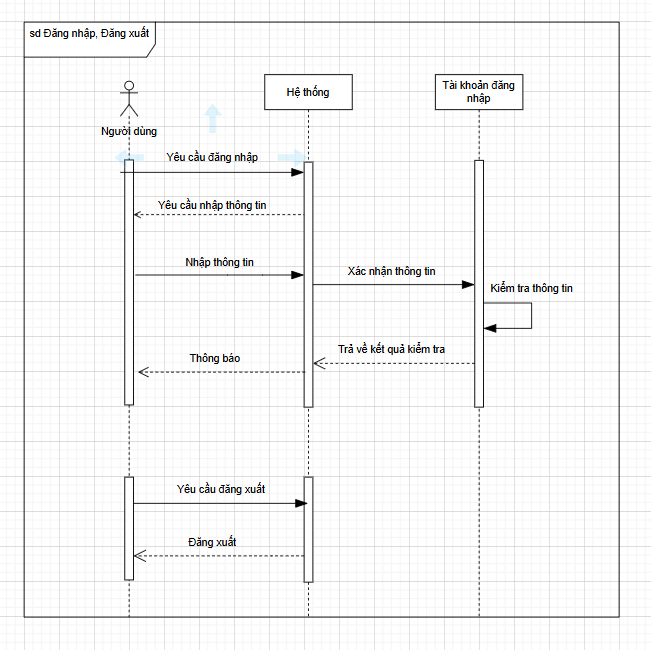 sd Đăng nhập, Đăng xuất
Hệ thống
Tài khoản đăng
nhập
Người dùng
Yêu cầu đăng nhập
Yêu cầu nhập thông tin
Nhập thông tin
Xác nhận thông tin
Kiểm tra thông tin
Trả về kết quả kiểm tra
Thông báo
Yêu cầu đăng xuất
Đăng xuất